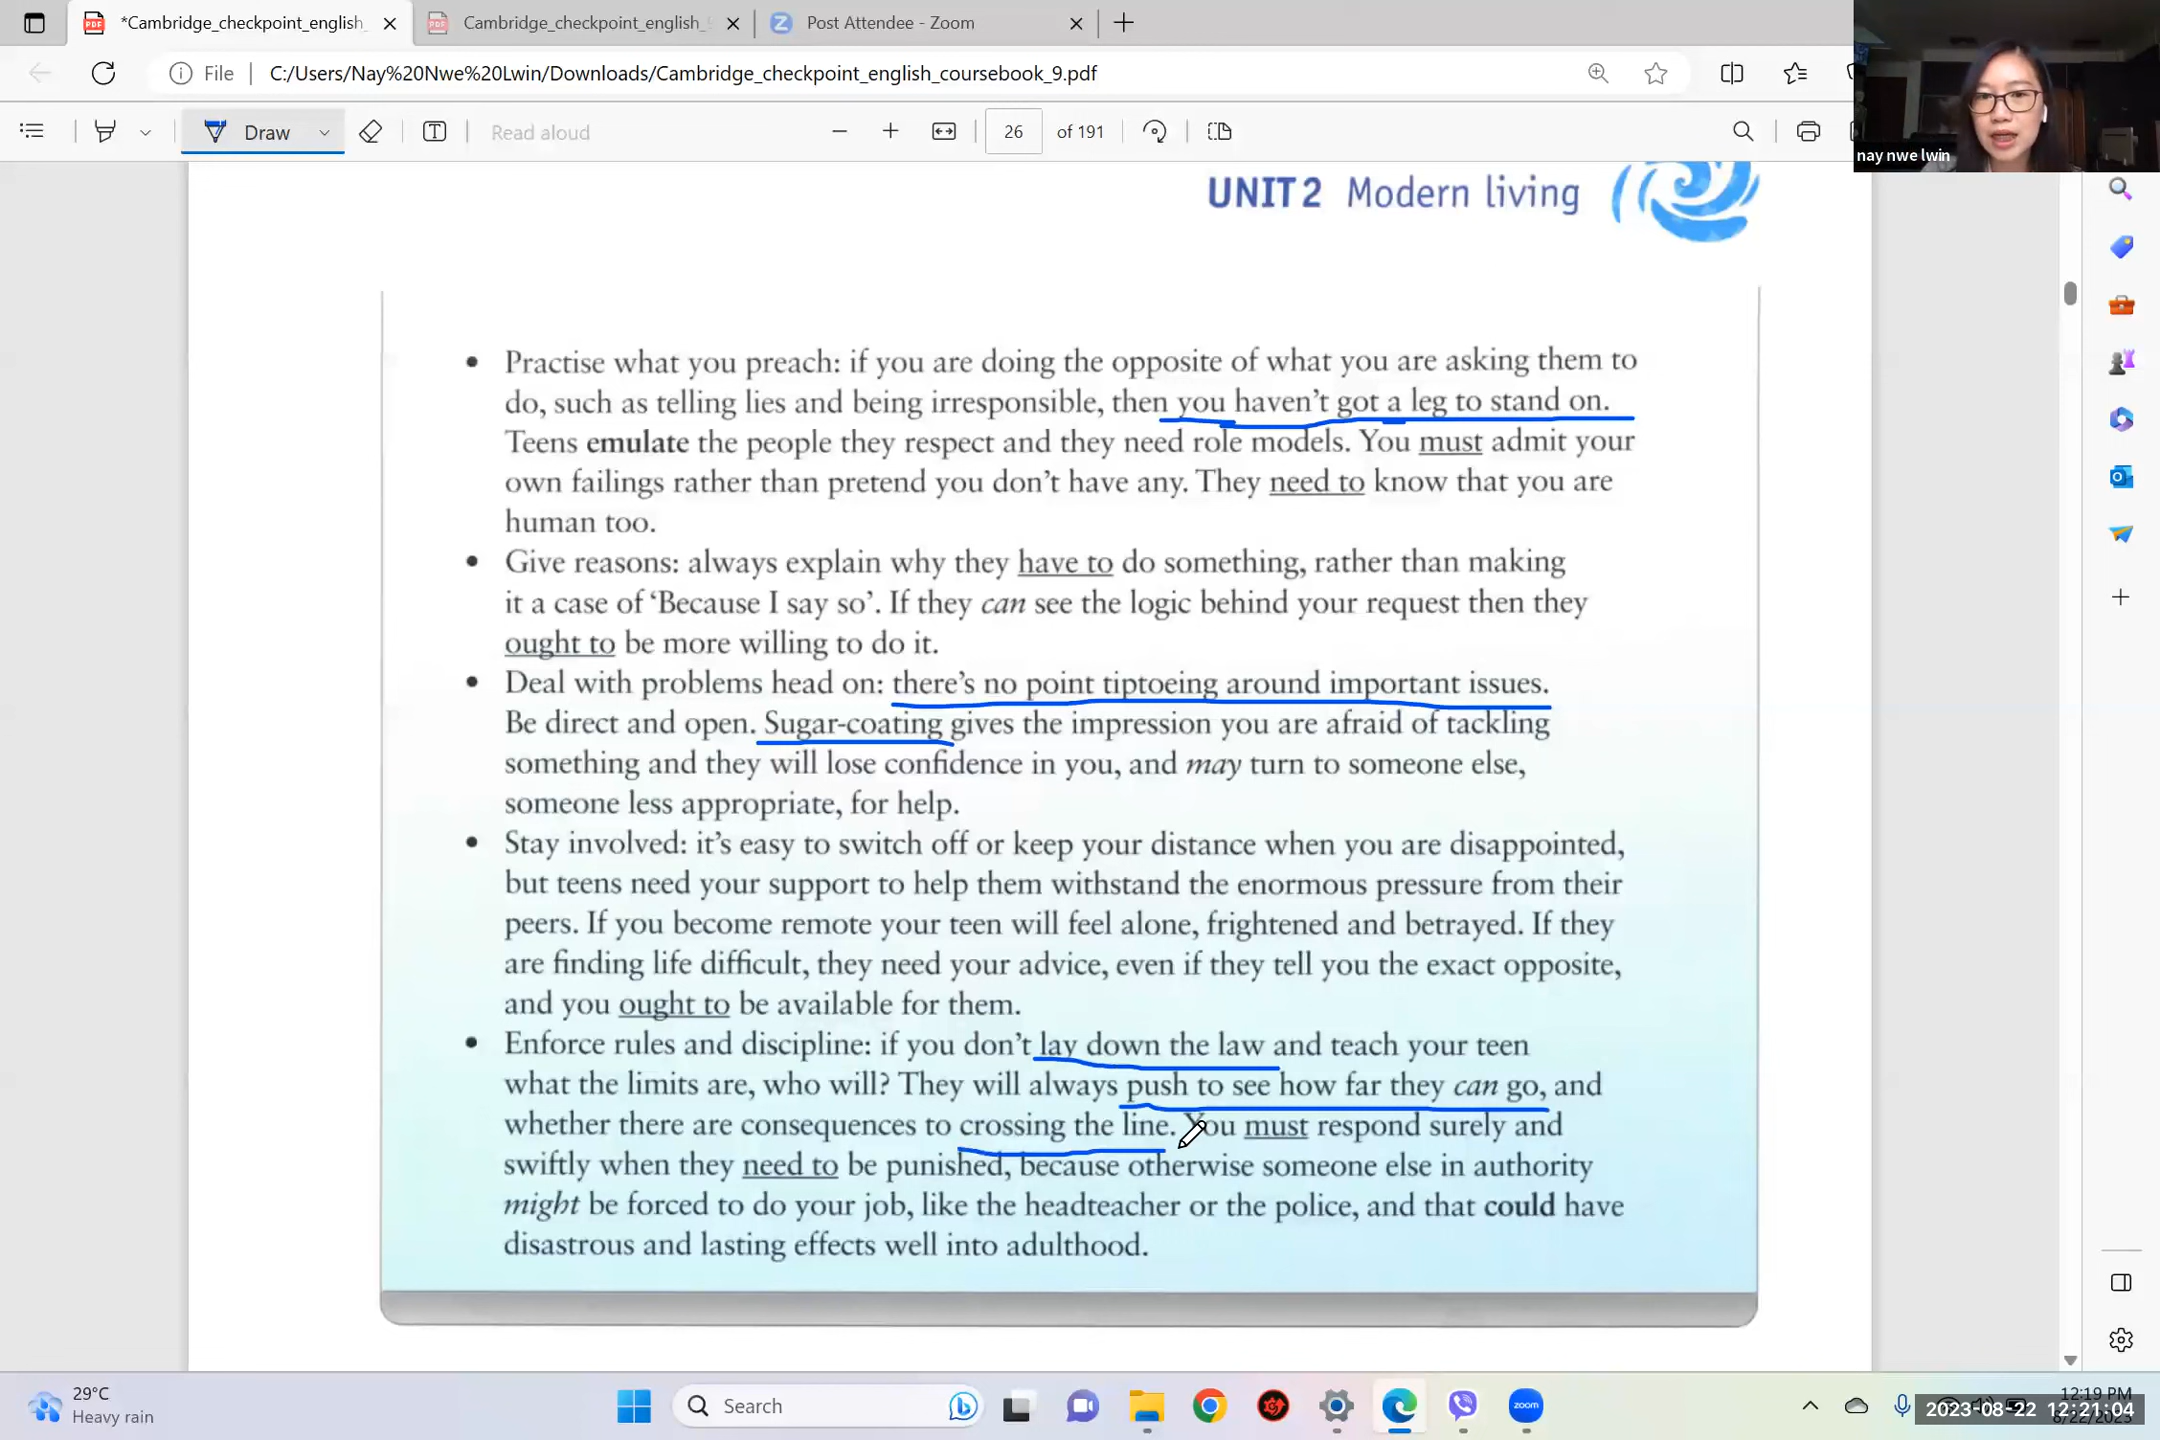 *Cambridge_checkpoint_english_
Cambridge_checkpoint_english_9
Post Attendee - Zoom
File
C:/Users/Nay%20Nwe%20Lwin/Downloads/Cambridge_checkpoint_english_coursebook_9.pdf
nay nwe lwin
Draw
Read aloud
26
of 191
UNIT 2 Modern living
• Practise what you preach: if you are doing the opposite of what you are asking them to
do, such as telling lies and being irresponsible, then you haven't got a leg to stand on.
Teens emulate the people they respect and they need role models. You must admit your
own failings rather than pretend you don't have any. They need to know that you are
human too.
• Give reasons: always explain why they have to do something, rather than making
it a case of 'Because I say so'. If they can see the logic behind your request then they
ought to be more willing to do it.
• Deal with problems head on: there's no point tiptoeing around important issues.
Be direct and open. Sugar-coating gives the impression you are afraid of tackling
something and they will lose confidence in you, and may turn to someone else,
someone less appropriate, for help.
• Stay involved: it's easy to switch off or keep your distance when you are disappointed,
but teens need your support to help them withstand the enormous pressure from their
peers. If you become remote your teen will feel alone, frightened and betrayed. If they
are finding life difficult, they need your advice, even if they tell you the exact opposite,
and you ought to be available for them.
• Enforce rules and discipline: if you don't lay down the law and teach your teen
what the limits are, who will? They will always push to see how far they can go, and
whether there are consequences to crossing the line. You must respond surely and
swiftly when they need to be punished, because otherwise someone else in authority
might be forced to do your job, like the headteacher or the police, and that could have
disastrous and lasting effects well into adulthood.
29°C
Heavy rain
Search
zoom
12:19 PM
8/22/2023
2023-08-22 12:21:04